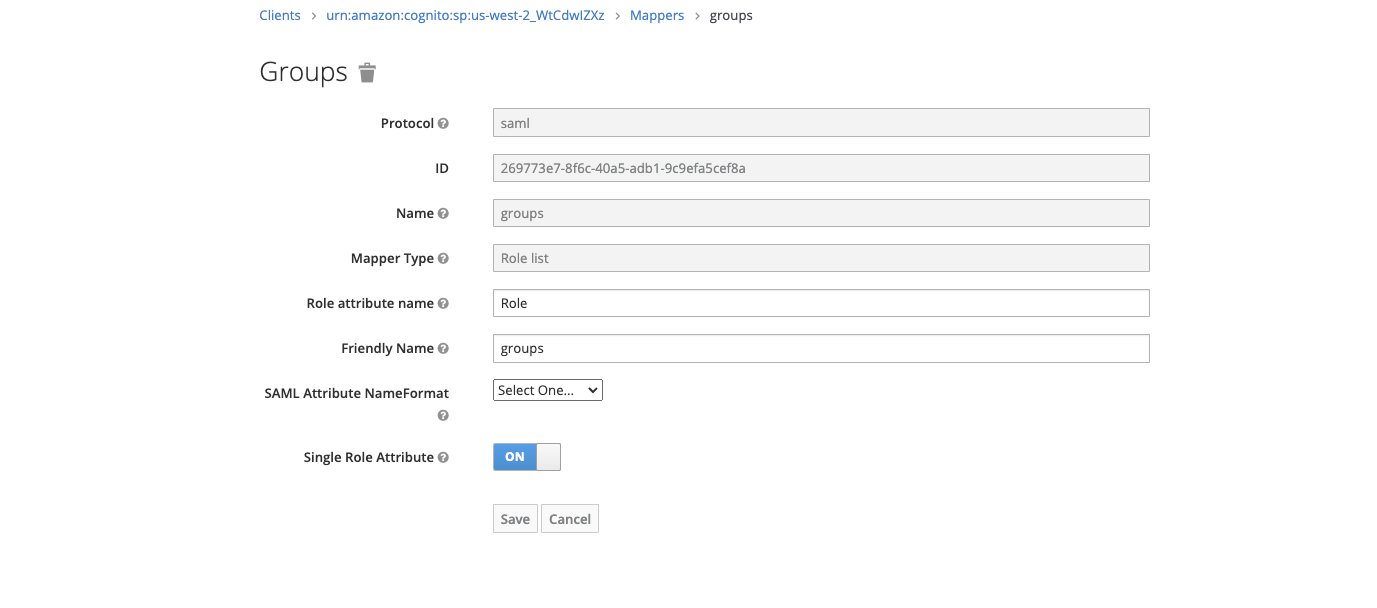 Clients > urn:amazon:cognito:sp:us-west-2_WtCdwIZXz > Mappers > groups
Groups
Protocol saml
ID 269773e7-8f6c-40a5-adb1-9c9efa5cef8a
Name groups
Mapper Type Role list
Role attribute name Role
Friendly Name groups
SAML Attribute NameFormat Select One...
Single Role Attribute ON
Save Cancel